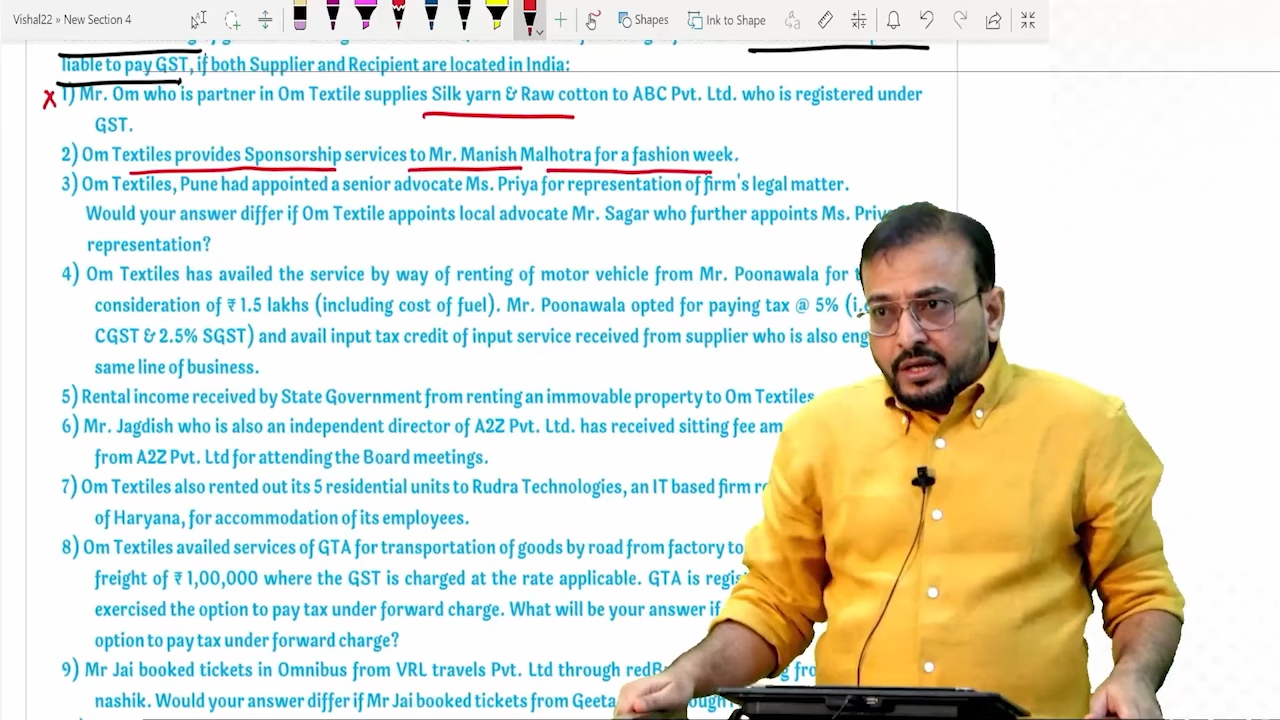 Vishal22 » New Section 4
Shapes
Ink to Shape
liable to pay GST, if both Supplier and Recipient are located in India:
X 1) Mr. Om who is partner in Om Textile supplies Silk yarn & Raw cotton to ABC Pvt. Ltd. who is registered under
GST.
2) Om Textiles provides Sponsorship services to Mr. Manish Malhotra for a fashion week.
3) Om Textiles, Pune had appointed a senior advocate Ms. Priya for representation of firm's legal matter.
Would your answer differ if Om Textile appoints local advocate Mr. Sagar who further appoints Ms. Priy
representation?
4) Om Textiles has availed the service by way of renting of motor vehicle from Mr. Poonawala for
consideration of ₹ 1.5 lakhs (including cost of fuel). Mr. Poonawala opted for paying tax @ 5% (i.
CGST & 2.5% SGST) and avail input tax credit of input service received from supplier who is also eng
same line of business.
5) Rental income received by State Government from renting an immovable property to Om Textiles
6) Mr. Jagdish who is also an independent director of A2Z Pvt. Ltd. has received sitting fee am
from A2Z Pvt. Ltd for attending the Board meetings.
7) Om Textiles also rented out its 5 residential units to Rudra Technologies, an IT based firm
of Haryana, for accommodation of its employees.
8) Om Textiles availed services of GTA for transportation of goods by road from factory to
freight of ₹ 1,00,000 where the GST is charged at the rate applicable. GTA is regis
exercised the option to pay tax under forward charge. What will be your answer if
option to pay tax under forward charge?
9) Mr Jai booked tickets in Omnibus from VRL travels Pvt. Ltd through redB
nashik. Would your answer differ if Mr Jai booked tickets from Geeta